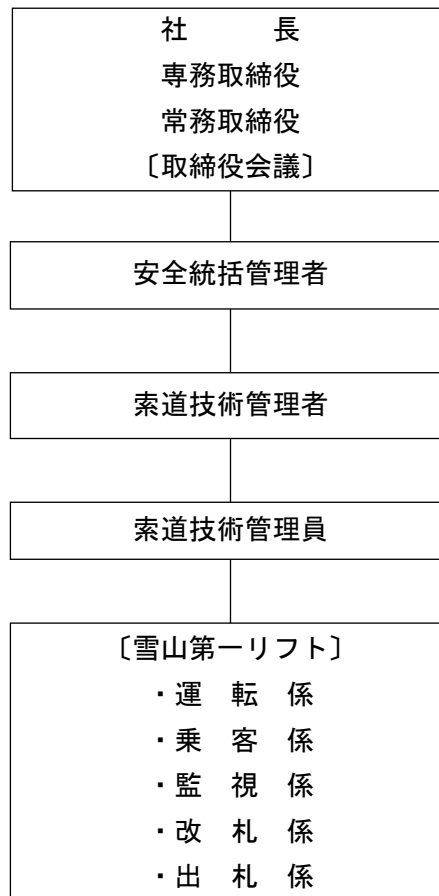 社　　　長
専務取締役
常務取締役
〔取締役会議〕
安全統括管理者
索道技術管理者
索道技術管理員
〔雪山第一リフト〕
・運　転　係
・乗　客　係
・監　視　係
・改　札　係
・出　札　係